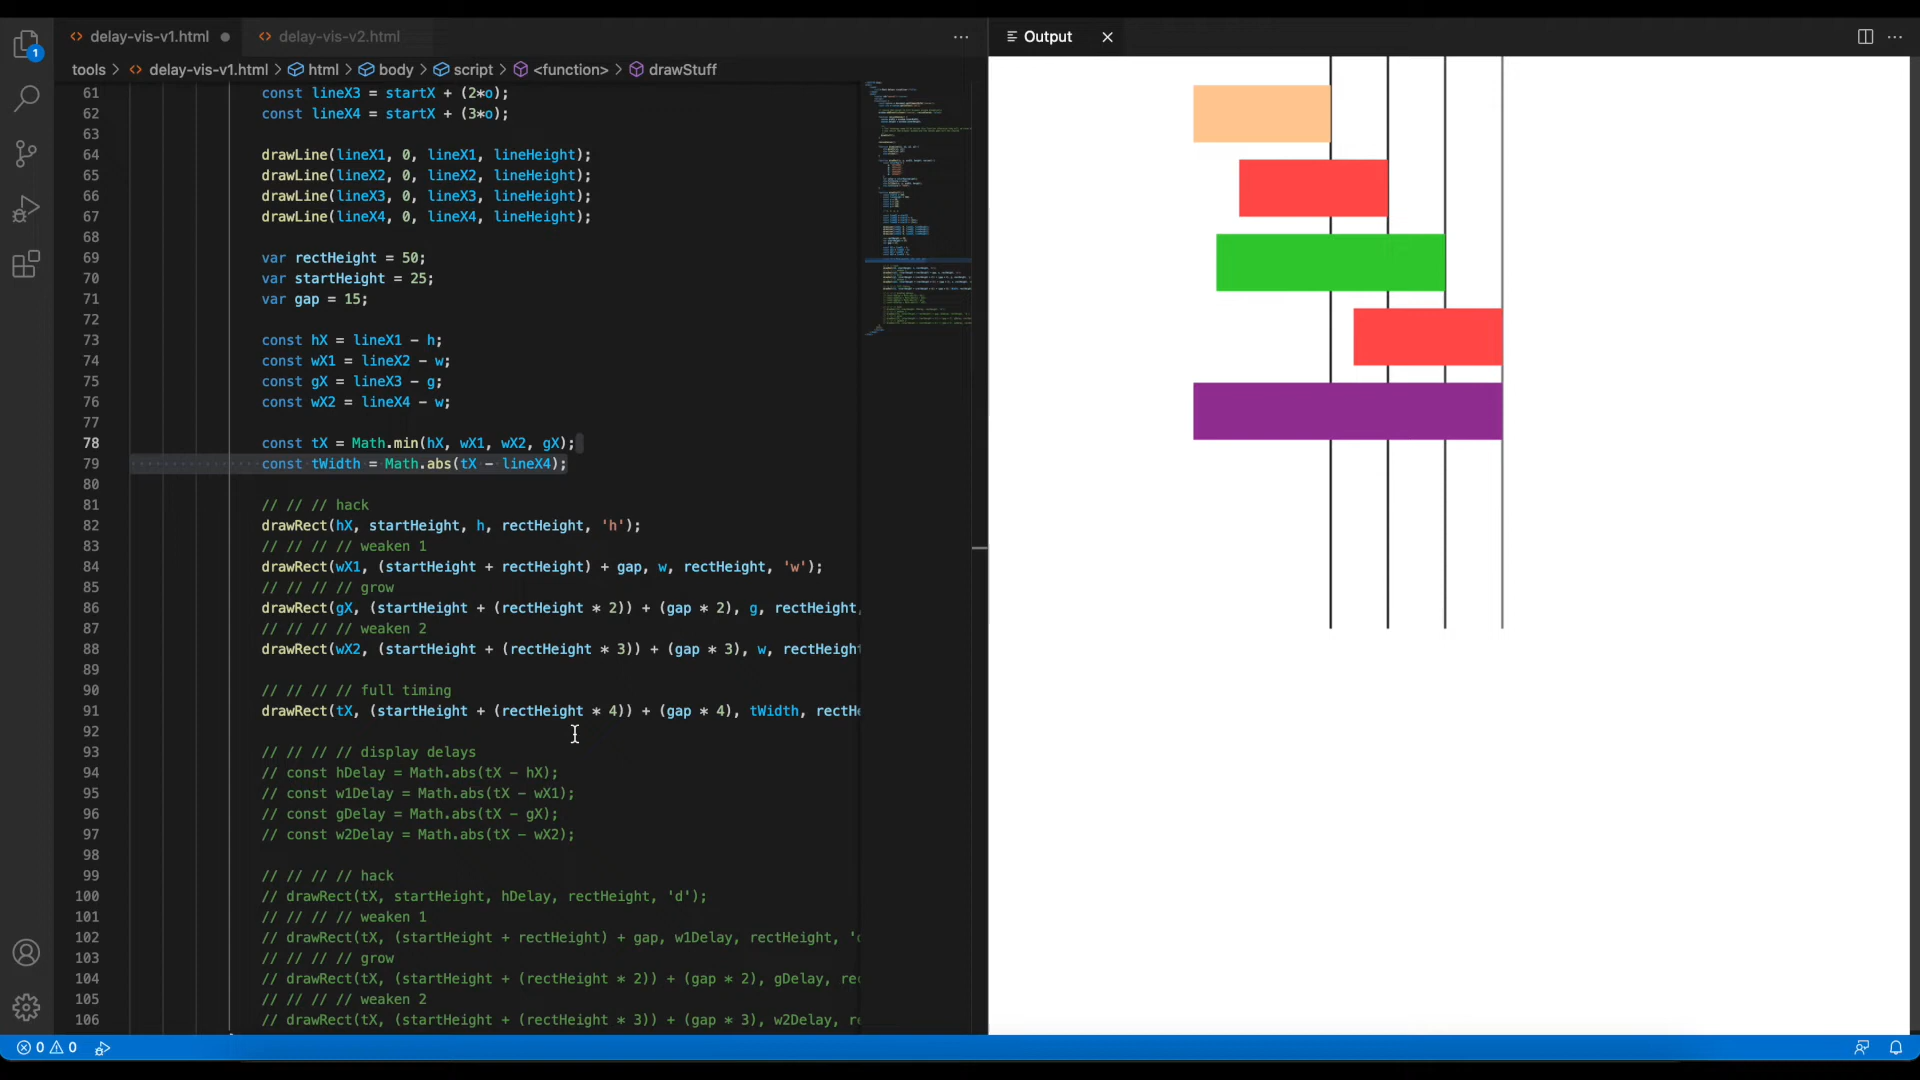 delay-vis-v1.html
delay-vis-v2.html
Output
tools > delay-vis-v1.html > html > body > script > <function> > drawStuff
1
61 const lineX3 = startX + (2*o);
62 const lineX4 = startX + (3*o);
63
64 drawLine(lineX1, 0, lineX1, lineHeight);
65 drawLine(lineX2, 0, lineX2, lineHeight);
66 drawLine(lineX3, 0, lineX3, lineHeight);
67 drawLine(lineX4, 0, lineX4, lineHeight);
68
69 var rectHeight = 50;
70 var startHeight = 25;
71 var gap = 15;
72
73 const hX = lineX1 - h;
74 const wX1 = lineX2 - w;
75 const gX = lineX3 - g;
76 const wX2 = lineX4 - w;
77
78 const tX = Math.min(hX, wX1, wX2, gX);
79 const tWidth = Math.abs(tX - lineX4);
80
81 // // // hack
82 drawRect(hX, startHeight, h, rectHeight, 'h');
83 // // // // weaken 1
84 drawRect(wX1, (startHeight + rectHeight) + gap, w, rectHeight, 'w');
85 // // // // grow
86 drawRect(gX, (startHeight + (rectHeight * 2)) + (gap * 2), g, rectHeight,
87 // // // // weaken 2
88 drawRect(wX2, (startHeight + (rectHeight * 3)) + (gap * 3), w, rectHeight
89
90 // // // // full timing
91 drawRect(tX, (startHeight + (rectHeight * 4)) + (gap * 4), tWidth, rectHe
92
93 // // // // display delays
94 // const hDelay = Math.abs(tX - hX);
95 // const w1Delay = Math.abs(tX - wX1);
96 // const gDelay = Math.abs(tX - gX);
97 // const w2Delay = Math.abs(tX - wX2);
98
99 // // // // hack
100 // drawRect(tX, startHeight, hDelay, rectHeight, 'd');
101 // // // // weaken 1
102 // drawRect(tX, (startHeight + rectHeight) + gap, w1Delay, rectHeight, 'd
103 // // // // grow
104 // drawRect(tX, (startHeight + (rectHeight * 2)) + (gap * 2), gDelay, rec
105 // // // // weaken 2
106 // drawRect(tX, (startHeight + (rectHeight * 3)) + (gap * 3), w2Delay, re
0 0